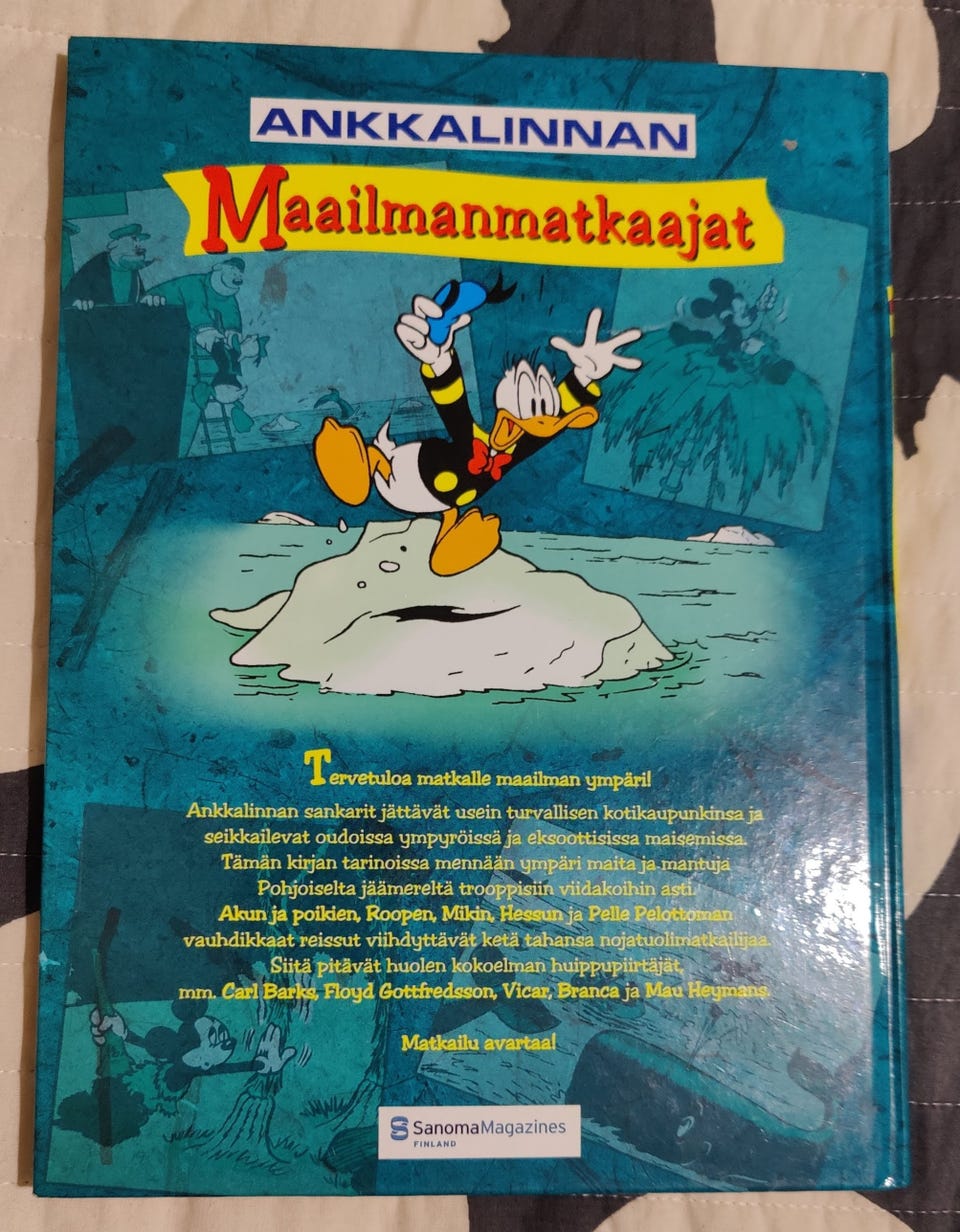 ANKKALINNAN
Maailmanmatkaajat
Tervetuloa matkalle maailman ympäri!
Ankkalinnan sankarit jättävät usein turvallisen kotikaupunkinsa ja
seikkailevat oudoissa ympyröissä ja eksoottisissa maisemissa.
Tämän kirjan tarinoissa mennään ympäri maita ja mantuja
Pohjoiselta jäämereltä trooppisiin viidakoihin asti.
Akun ja poikien, Roopen, Mikin, Hessun ja Pelle Pelottoman
vauhdikkaat reissut viihdyttävät ketä tahansa nojatuolimatkailijaa.
Siitä pitävät huolen kokoelman huippupiirtäjät,
mm. Carl Barks, Floyd Gottfredsson, Vicar, Branca ja Mau Heymans.
Matkailu avartaa!
SanomaMagazines
FINLAND